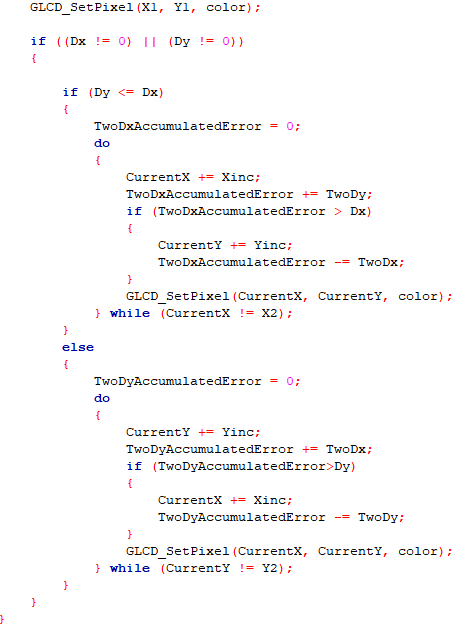 GLCD_SetPixel(X1, Y1, color);
if ((Dx != 0) || (Dy != 0))
{
if (Dy <= Dx)
{
TwoDxAccumulatedError = 0;
do
{
CurrentX += Xinc;
TwoDxAccumulatedError += TwoDy;
if (TwoDxAccumulatedError > Dx)
{
CurrentY += Yinc;
TwoDxAccumulatedError -= TwoDx;
}
GLCD_SetPixel(CurrentX, CurrentY, color);
} while (CurrentX != X2);
}
else
{
TwoDyAccumulatedError = 0;
do
{
CurrentY += Yinc;
TwoDyAccumulatedError += TwoDx;
if (TwoDyAccumulatedError>Dy)
{
CurrentX += Xinc;
TwoDyAccumulatedError -= TwoDy;
}
GLCD_SetPixel(CurrentX, CurrentY, color);
} while (CurrentY != Y2);
}
}
}